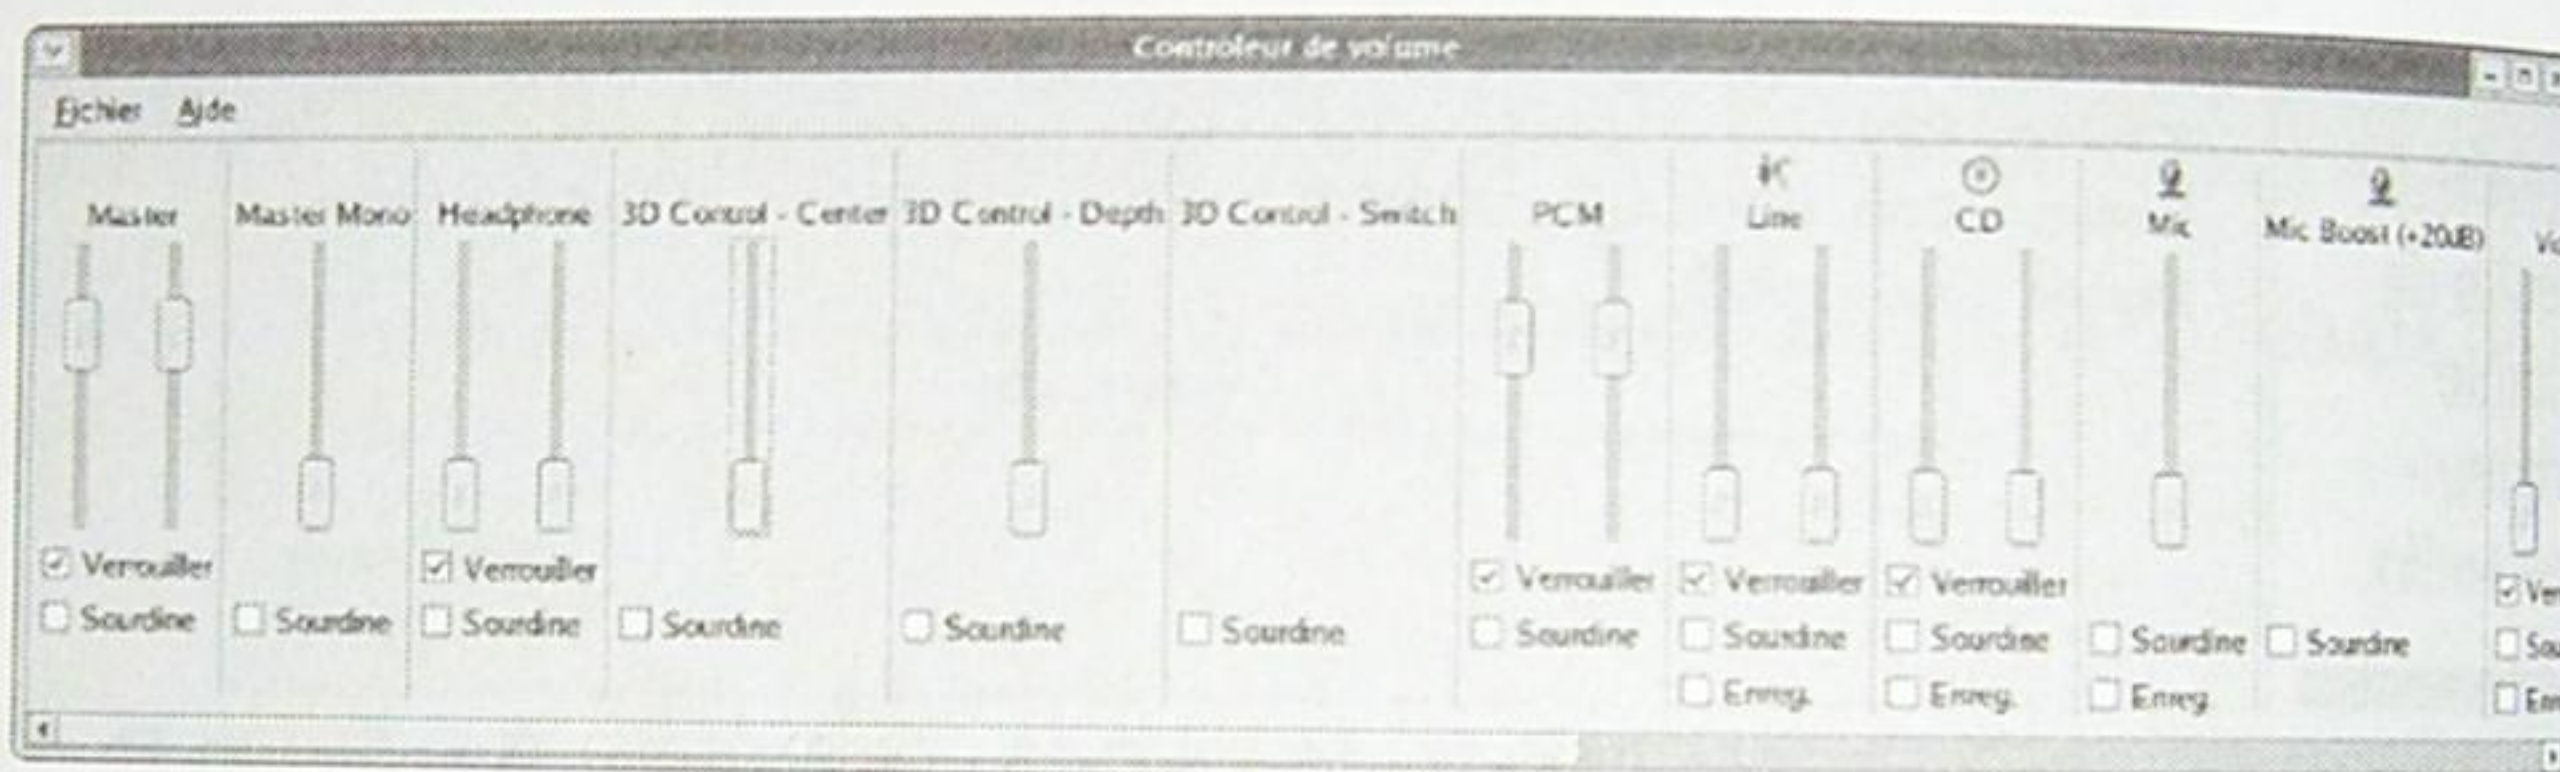 Controleur de volume
Fichier Aide
Master
Master Mono
Headphone
3D Control - Center
3D Control - Depth
3D Control - Switch
PCM
Line
CD
Mic
Mic Boost (+20dB)
Verrouiller
Verrouiller
Verrouiller
Verrouiller
Verrouiller
Sourdine
Sourdine
Sourdine
Sourdine
Sourdine
Sourdine
Sourdine
Sourdine
Sourdine
Sourdine
Sourdine
Enreg.
Enreg.
Enreg.